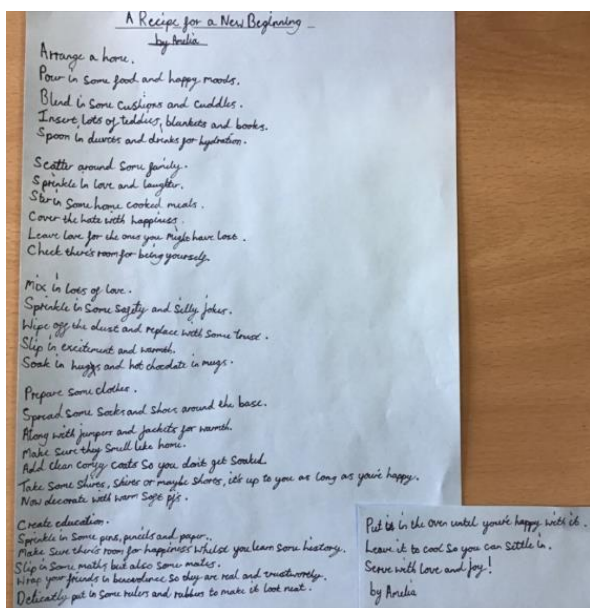 A Recipe for a New Beginning
by Amelia
Arrange a home.
Pour in some food and happy moods.
Blend in some cushions and cuddles.
Insert lots of teddies, blankets and books.
Spoon in duvets and drinks for hydration.
Scatter around some family.
Sprinkle in love and laughter.
Stir in some home cooked meals.
Cover the hate with happiness.
Leave love for the ones you might have lost.
Check there's room for being yourself.
Mix in lots of love.
Sprinkle in some safety and silly jokes.
Wipe off the dust and replace with some trust.
Slip in excitement and warmth.
Soak in huggs and hot chocolate in mugs.
Prepare some clothes.
Spread some socks and shoes around the base.
Along with jumpers and jackets for warmth.
Make sure they smell like home.
Add clean comfy coats so you don't get soaked.
Take some shirts, skirts or maybe shorts, it's up to you as long as you're happy.
Now decorate with warm soft pjs.
Create education.
Sprinkle in some pens, pencils and paper.
Make sure there's room for happiness whilst you learn some history.
Slip in some maths but also some mates.
Wrap your friends in benevolence so they are real and trustworthy.
Delicately put in some rulers and rubbers to make it look neat.
Put in the oven until you're happy with it.
Leave it to cool so you can settle in.
Serve with love and joy!
by Amelia